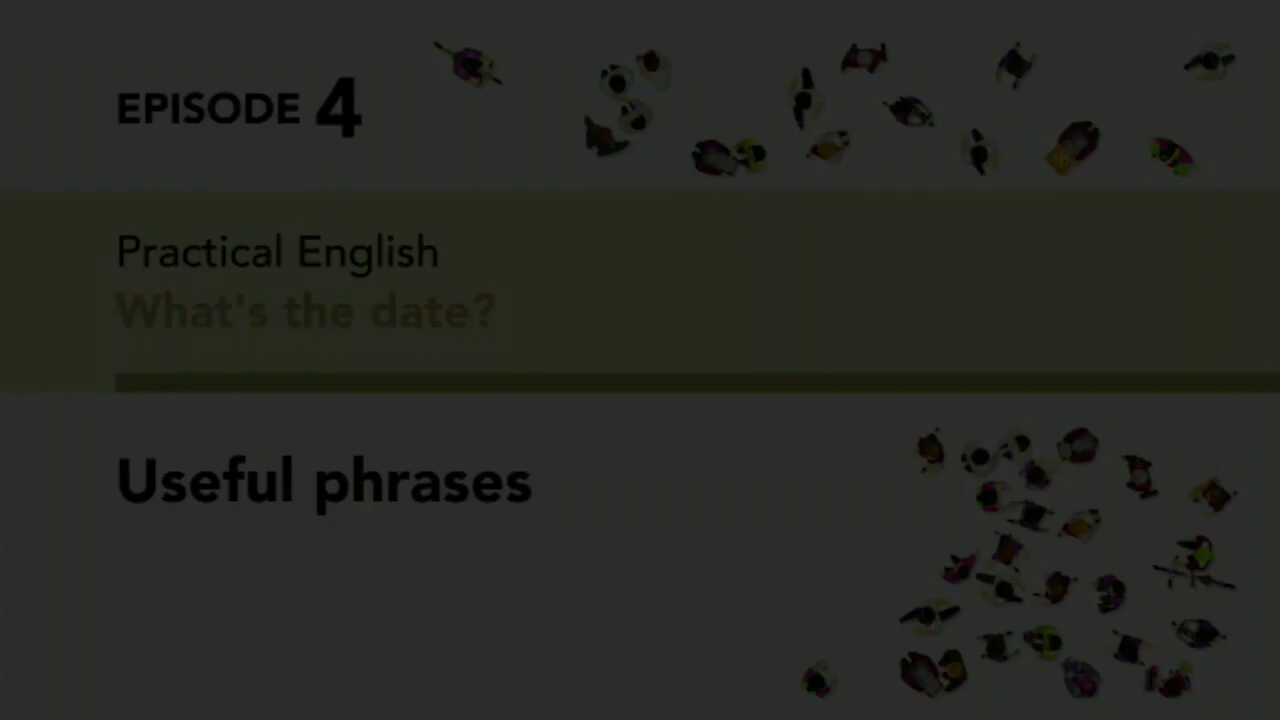 EPISODE 4
Practical English
What's the date?
Useful phrases